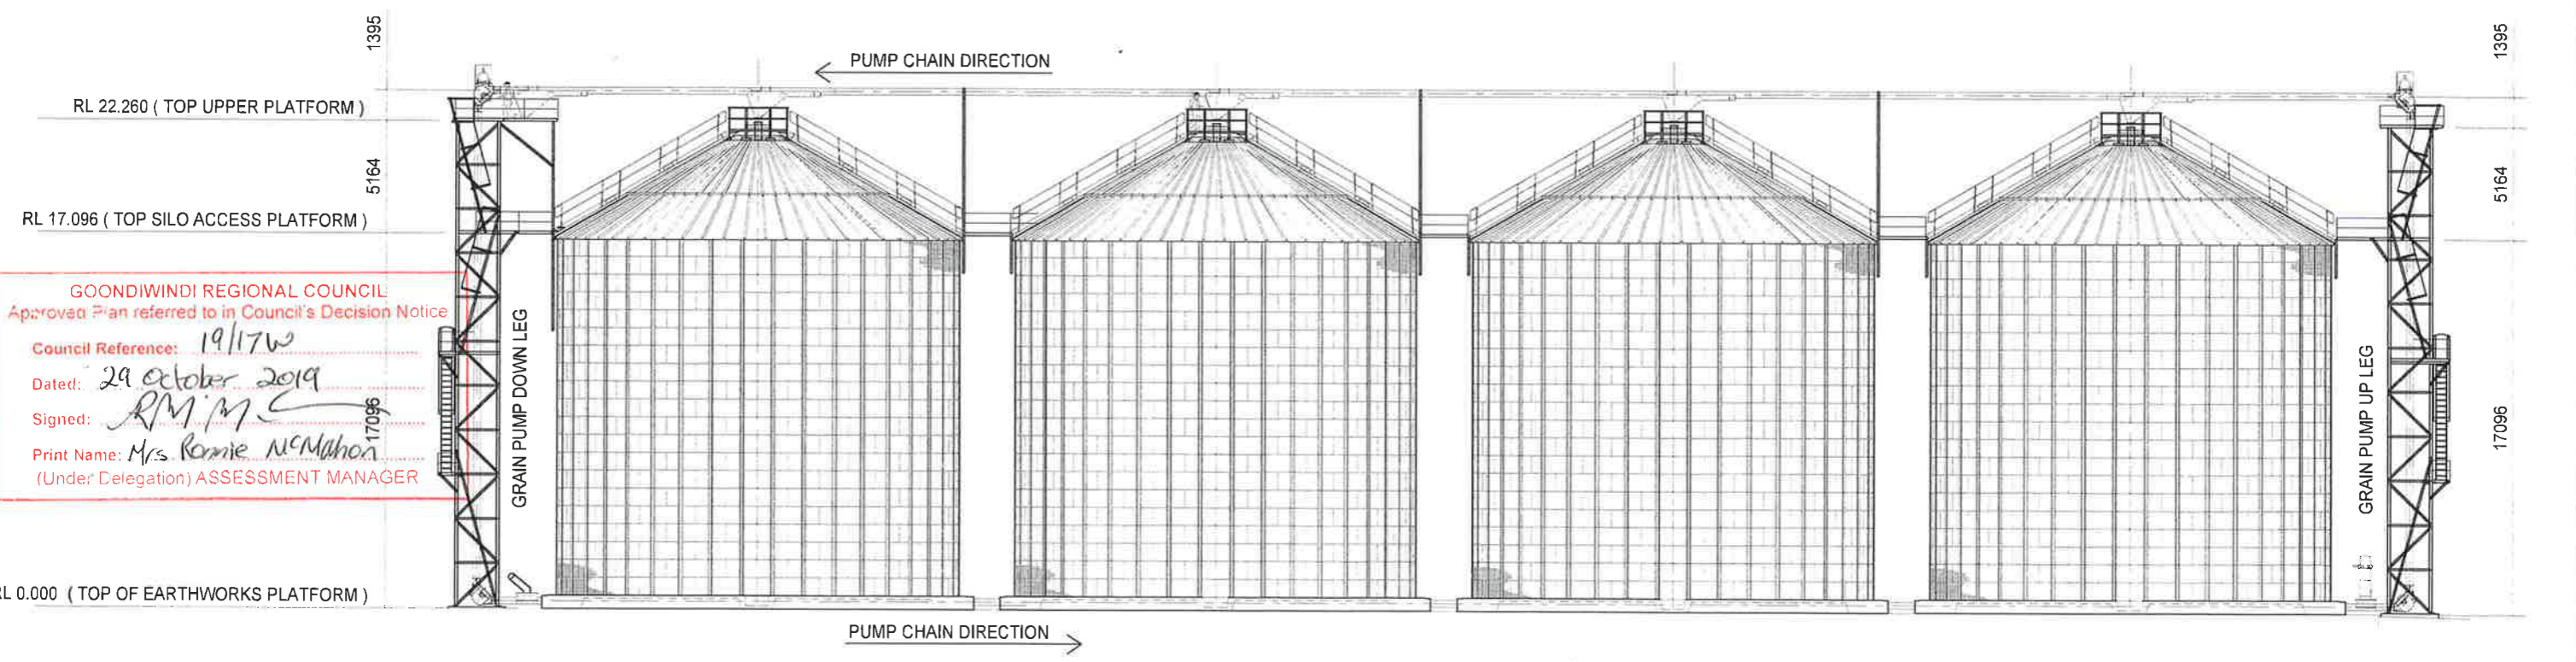 1395
PUMP CHAIN DIRECTION
1395
RL 22.260 ( TOP UPPER PLATFORM )
5164
5164
RL 17.096 ( TOP SILO ACCESS PLATFORM )
GOONDIWINDI REGIONAL COUNCIL
Approved Plan referred to in Council's Decision Notice
Council Reference: 19/17W
Dated: 29 October 2019
Signed:
Print Name: Mrs Ronnie McMahon
(Under Delegation) ASSESSMENT MANAGER
17096
GRAIN PUMP DOWN LEG
GRAIN PUMP UP LEG
17096
RL 0.000 ( TOP OF EARTHWORKS PLATFORM )
PUMP CHAIN DIRECTION